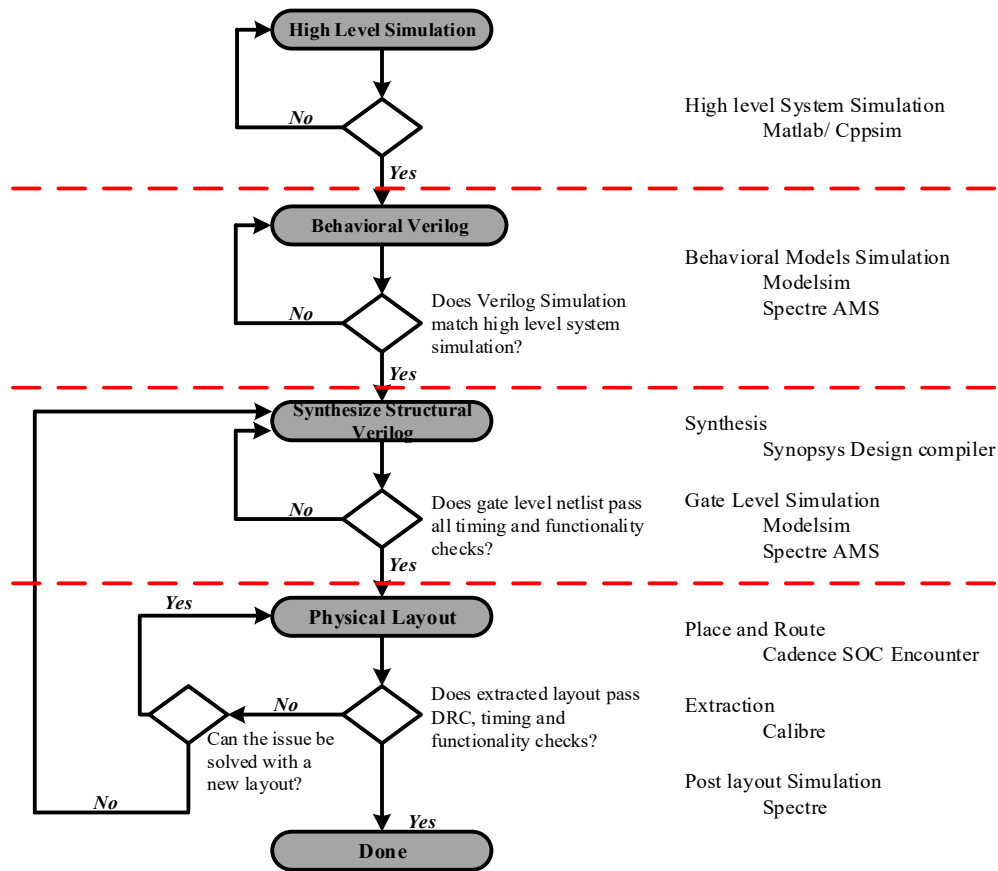 High Level Simulation
No
Yes
High level System Simulation
Matlab/ Cppsim
Behavioral Verilog
No
Does Verilog Simulation
match high level system
simulation?
Yes
Behavioral Models Simulation
Modelsim
Spectre AMS
Synthesize Structural
Verilog
No
Does gate level netlist pass
all timing and functionality
checks?
Yes
Synthesis
Synopsys Design compiler
Gate Level Simulation
Modelsim
Spectre AMS
Yes
Physical Layout
No
Does extracted layout pass
DRC, timing and
functionality checks?
Can the issue be
solved with a
new layout?
No
Yes
Done
Place and Route
Cadence SOC Encounter
Extraction
Calibre
Post layout Simulation
Spectre